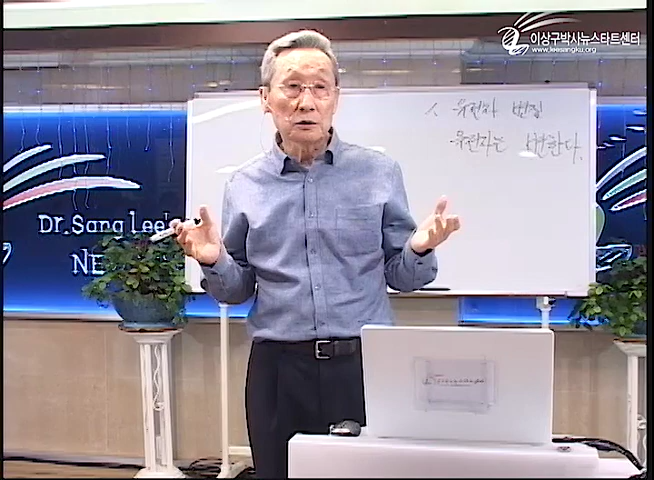 이상구박사뉴스타트센터
www.leesangku.org
유전자 변질
유전자는 변한다.
Dr.Sang Lee's
NE